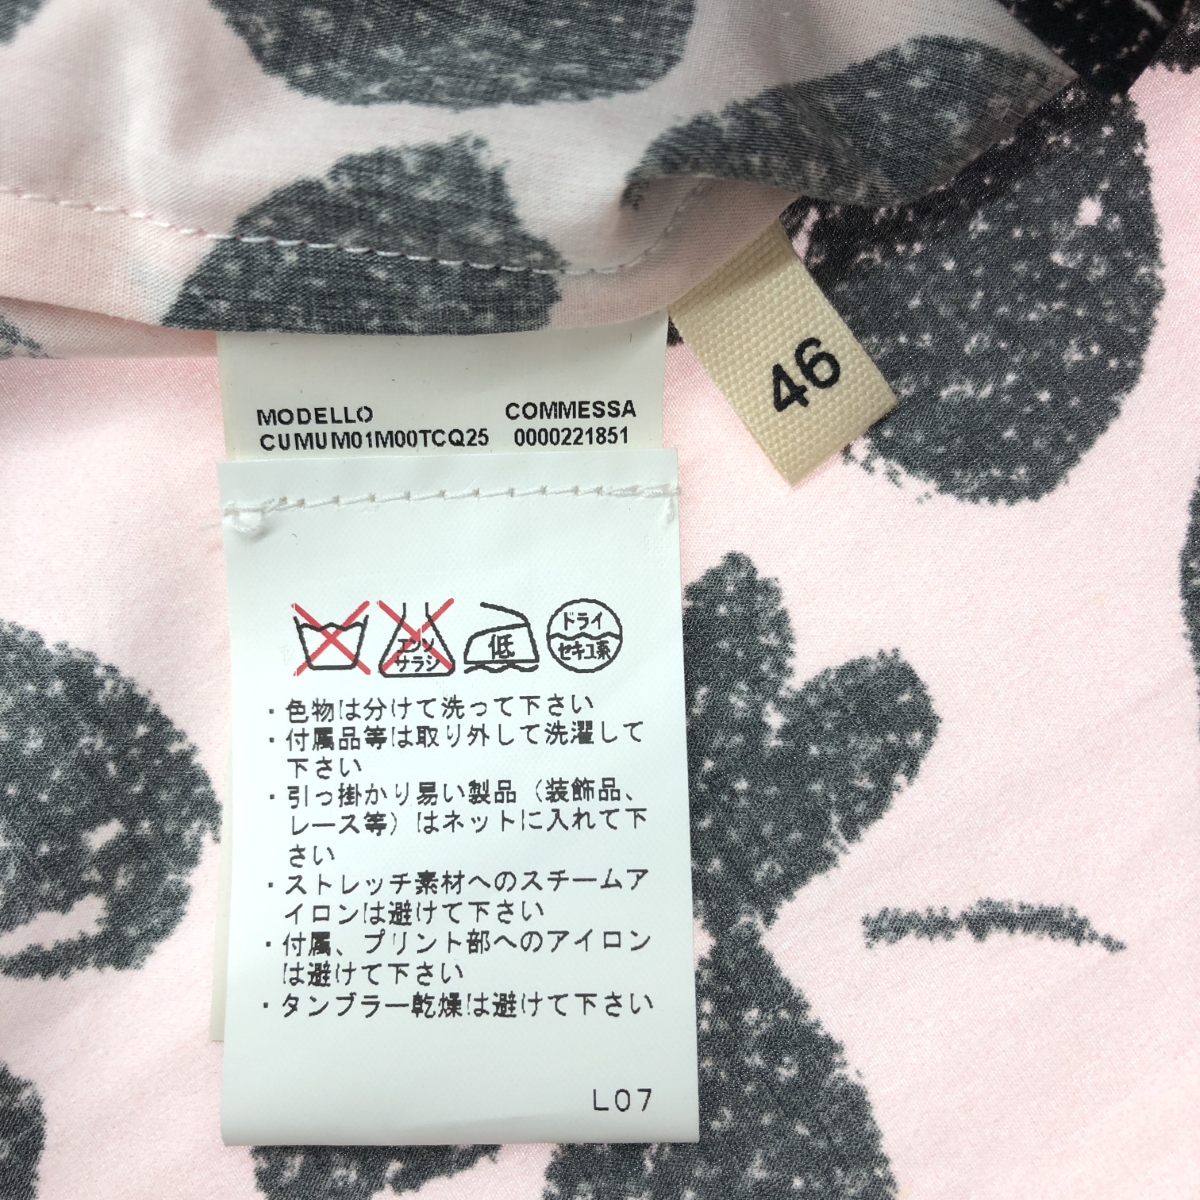 46
MODELLO COMMESSA
CUMUM01M00TCQ25 0000221851
エンソ
サラシ
低
ドライ
セキユ系
・色物は分けて洗って下さい
・付属品等は取り外して洗濯して
下さい
・引っ掛かり易い製品（装飾品、
レース等）はネットに入れて下
さい
・ストレッチ素材へのスチームア
イロンは避けて下さい
・付属、プリント部へのアイロン
は避けて下さい
・タンブラー乾燥は避けて下さい
L07